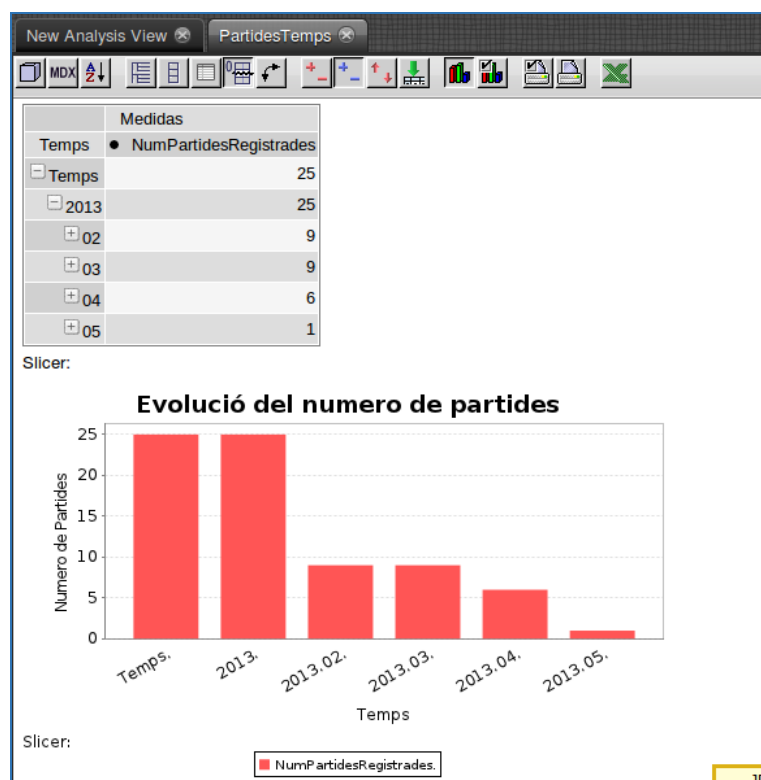 New Analysis View PartidesTemps
MDX
Medidas
Temps NumPartidesRegistrades
Temps 25
2013 25
02 9
03 9
04 6
05 1
Slicer:
Evolució del numero de partides
Numero de Partides
25
20
15
10
5
0
Temps. 2013. 2013.02. 2013.03. 2013.04. 2013.05.
Temps
Slicer:
NumPartidesRegistrades.